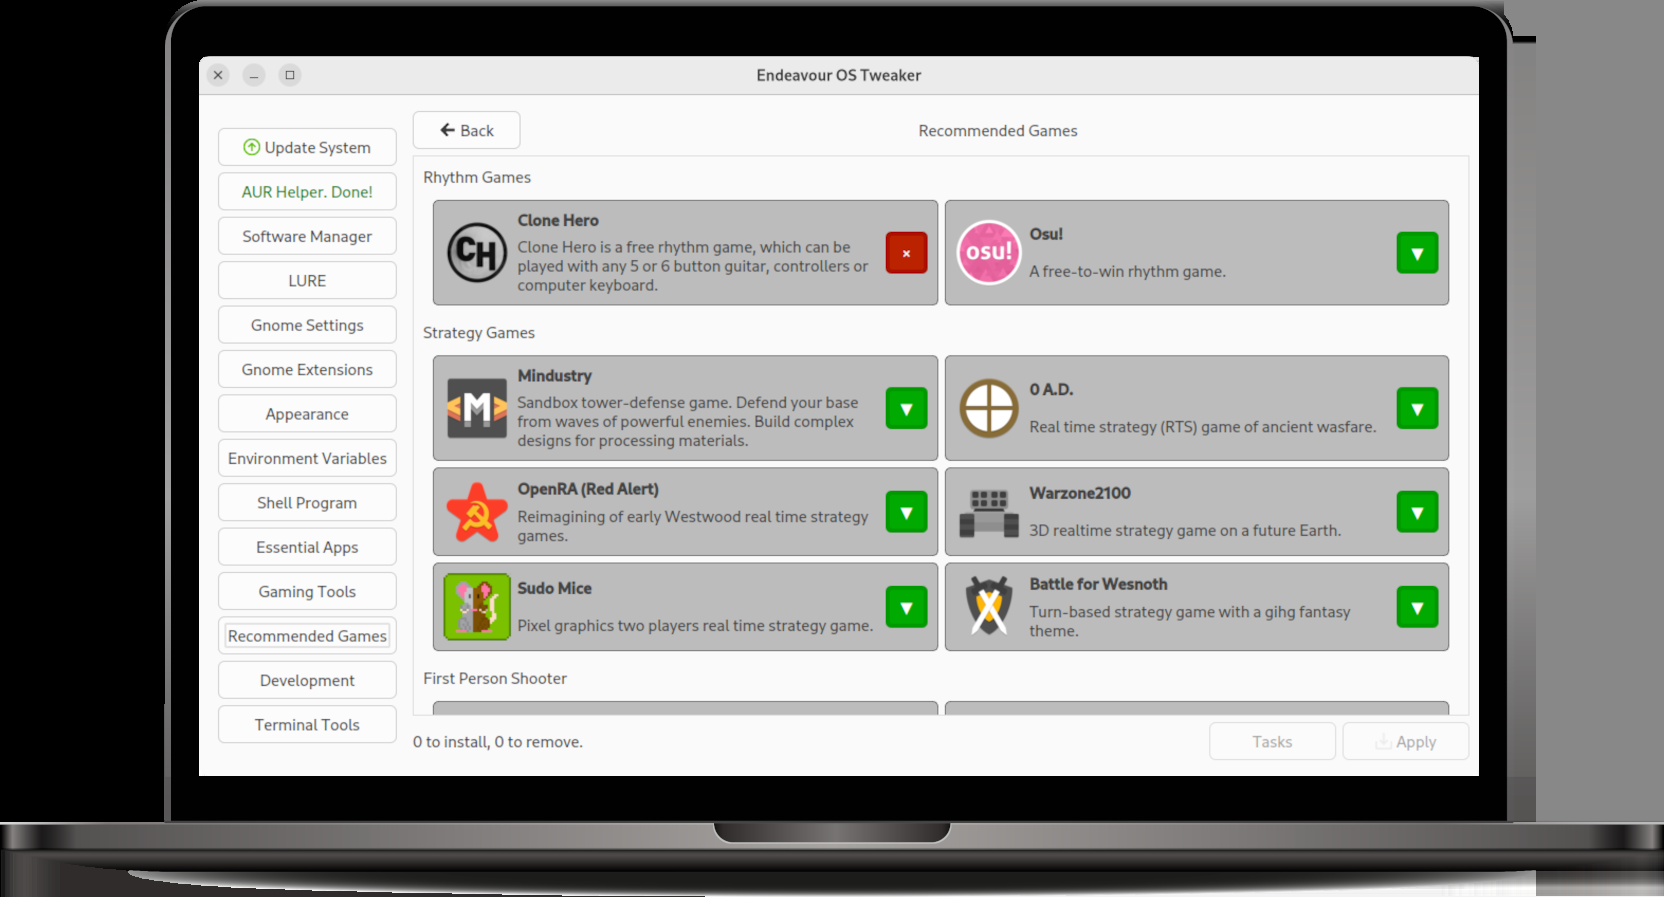 Endeavour OS Tweaker
Update System
AUR Helper. Done!
Software Manager
LURE
Gnome Settings
Gnome Extensions
Appearance
Environment Variables
Shell Program
Essential Apps
Gaming Tools
Recommended Games
Development
Terminal Tools
Back
Recommended Games
Rhythm Games
CH
Clone Hero
Clone Hero is a free rhythm game, which can be
played with any 5 or 6 button guitar, controllers or
computer keyboard.
osu!
Osu!
A free-to-win rhythm game.
Strategy Games
M
Mindustry
Sandbox tower-defense game. Defend your base
from waves of powerful enemies. Build complex
designs for processing materials.
0 A.D.
Real time strategy (RTS) game of ancient wasfare.
OpenRA (Red Alert)
Reimagining of early Westwood real time strategy
games.
Warzone2100
3D realtime strategy game on a future Earth.
Sudo Mice
Pixel graphics two players real time strategy game.
Battle for Wesnoth
Turn-based strategy game with a gihg fantasy
theme.
First Person Shooter
0 to install, 0 to remove.
Tasks
Apply